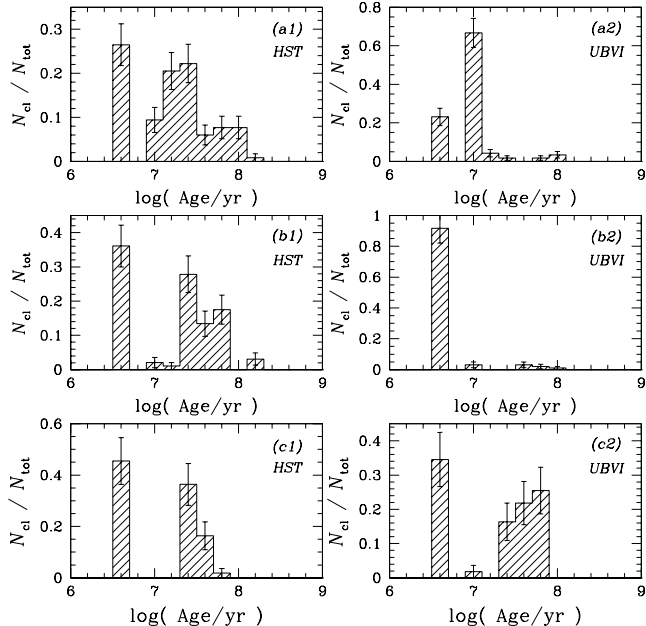 (a1)
HST
N_cl / N_tot
0 0.1 0.2 0.3
6 7 8 9
log( Age/yr )
(a2)
UBVI
N_cl / N_tot
0 0.2 0.4 0.6 0.8
6 7 8 9
log( Age/yr )
(b1)
HST
N_cl / N_tot
0 0.1 0.2 0.3 0.4
6 7 8 9
log( Age/yr )
(b2)
UBVI
N_cl / N_tot
0 0.2 0.4 0.6 0.8 1
6 7 8 9
log( Age/yr )
(c1)
HST
N_cl / N_tot
0 0.2 0.4 0.6
6 7 8 9
log( Age/yr )
(c2)
UBVI
N_cl / N_tot
0 0.1 0.2 0.3 0.4
6 7 8 9
log( Age/yr )